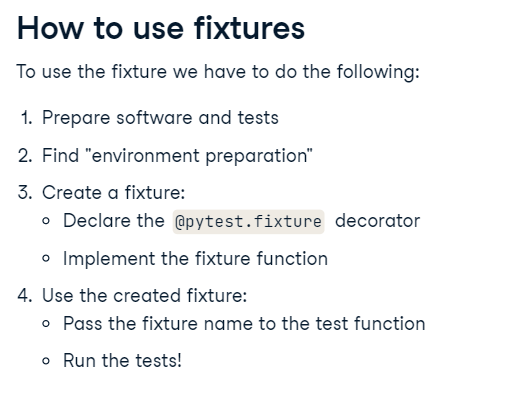 How to use fixtures
To use the fixture we have to do the following:
1. Prepare software and tests
2. Find "environment preparation"
3. Create a fixture:
◦ Declare the @pytest.fixture decorator
◦ Implement the fixture function
4. Use the created fixture:
◦ Pass the fixture name to the test function
◦ Run the tests!